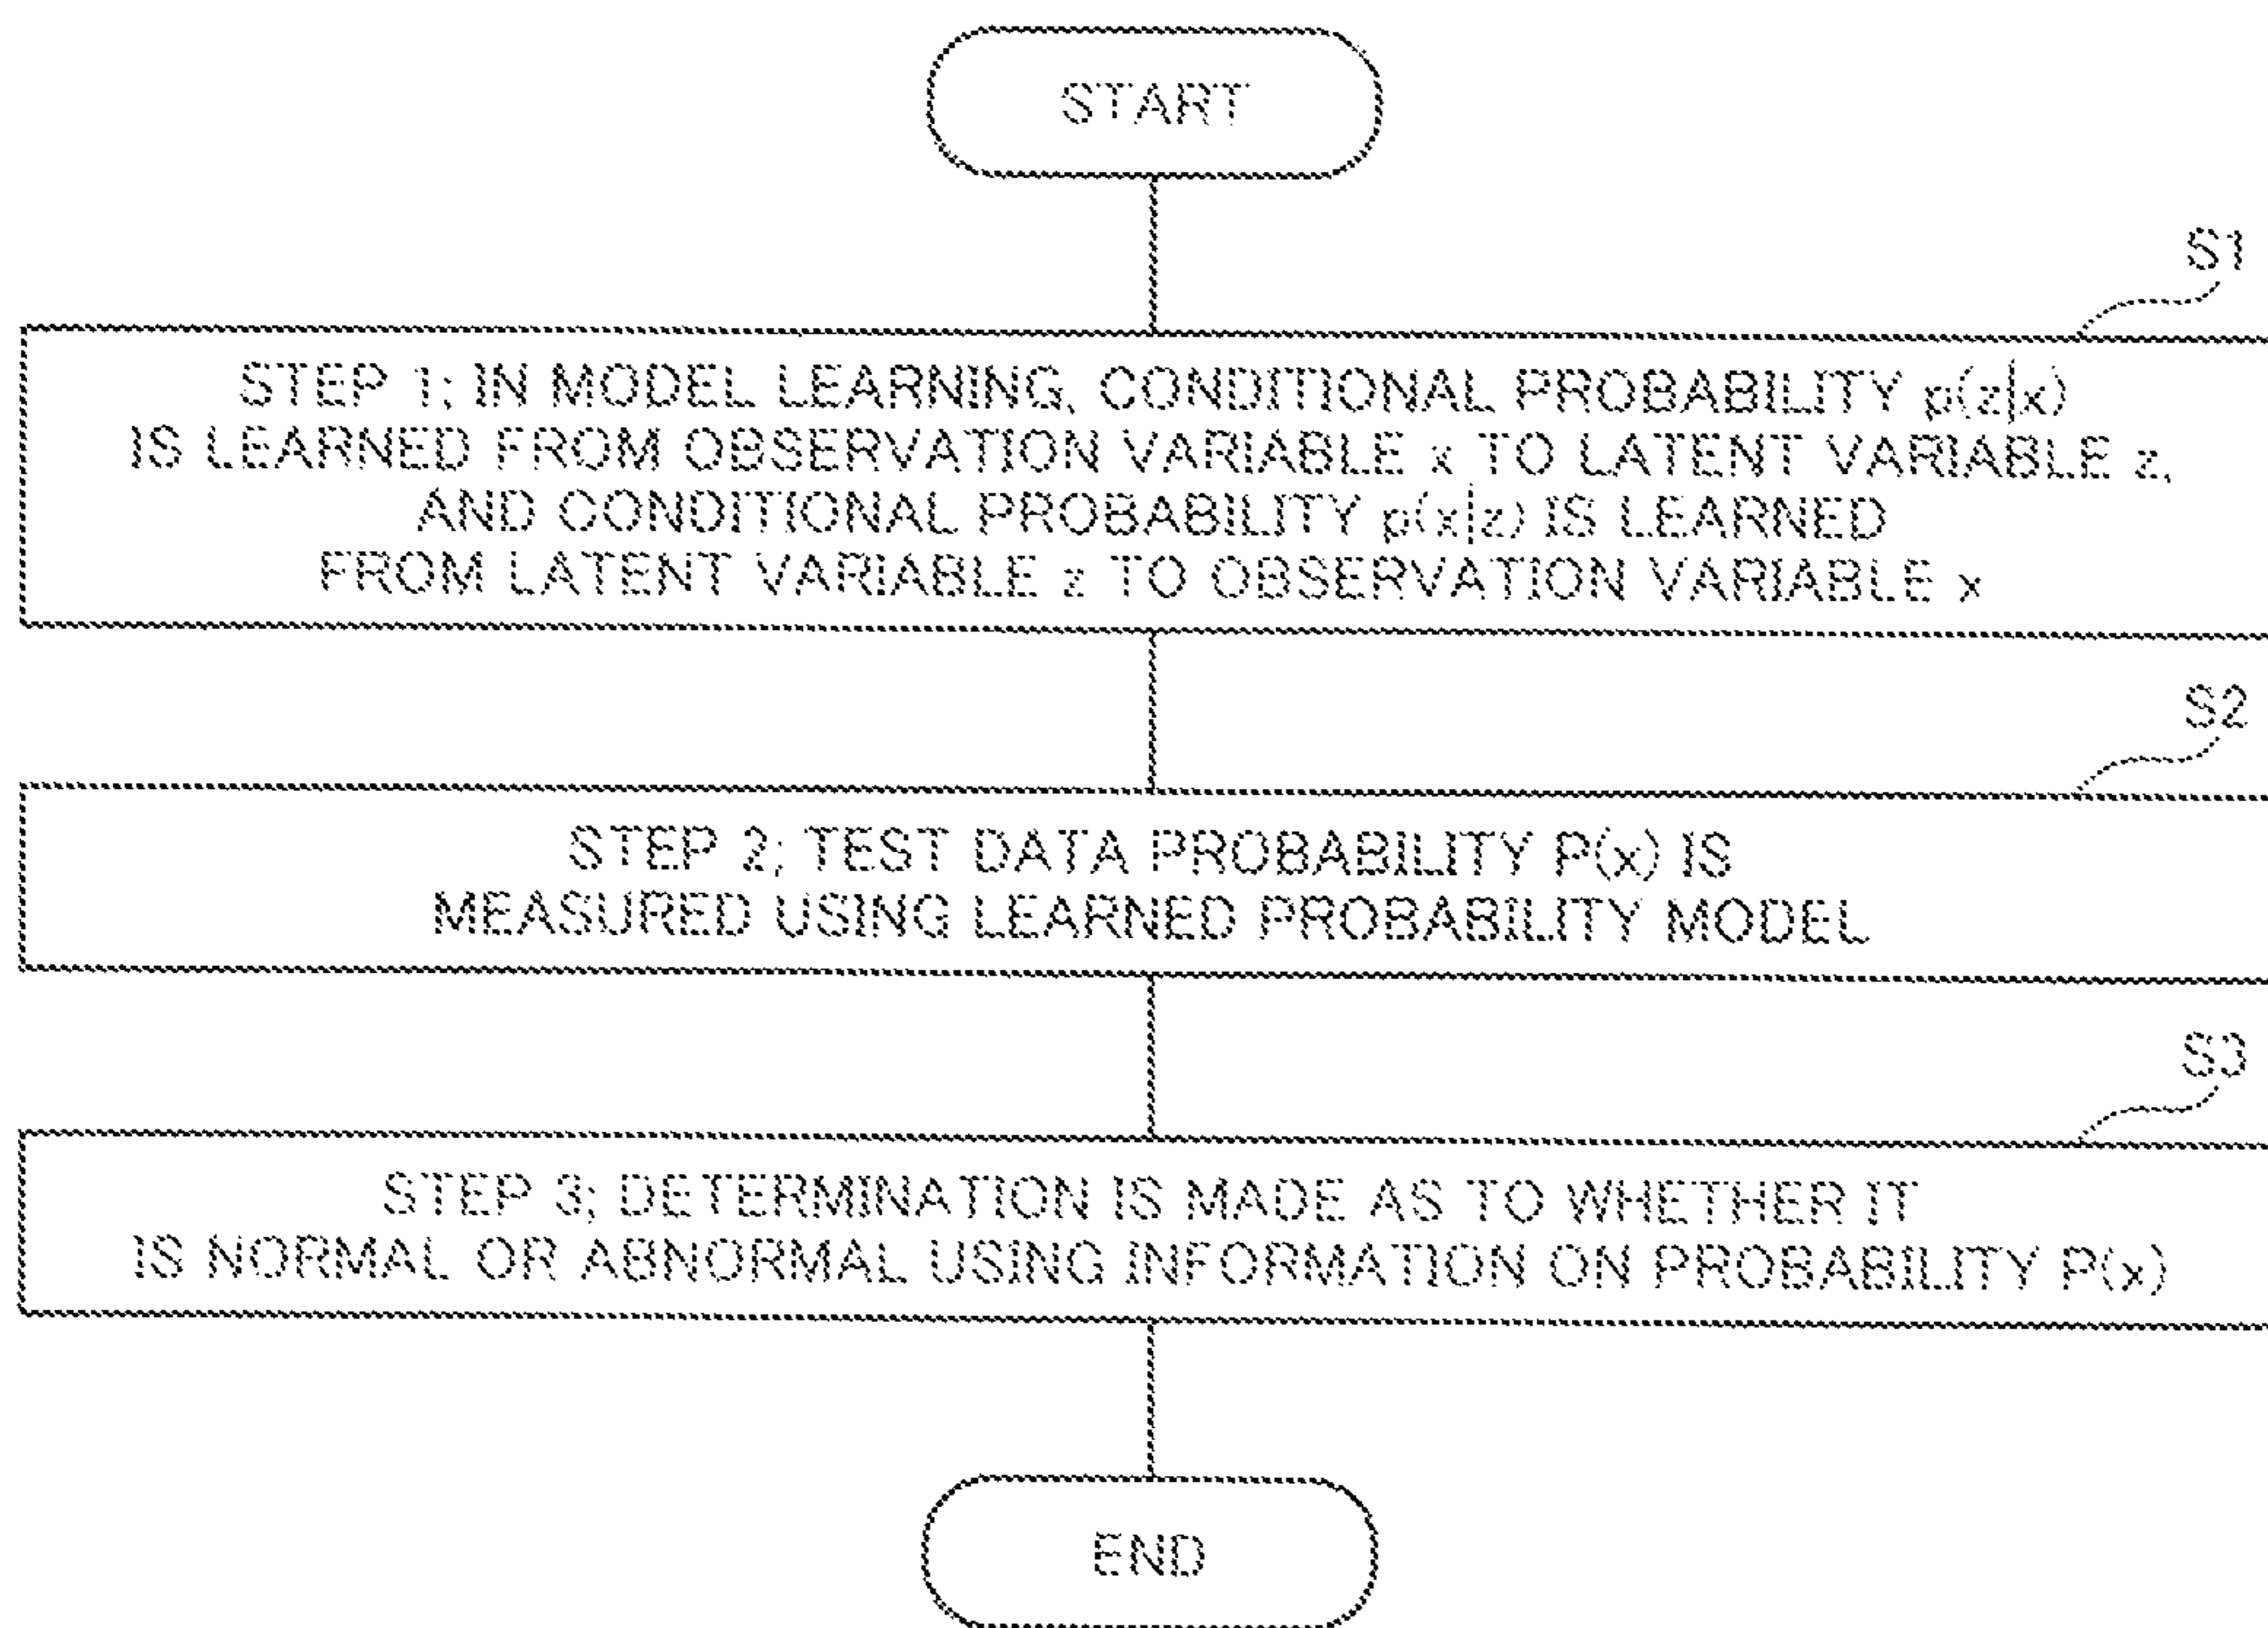 START
S1
STEP 1; IN MODEL LEARNING, CONDITIONAL PROBABILITY p(z|x)
IS LEARNED FROM OBSERVATION VARIABLE x TO LATENT VARIABLE z,
AND CONDITIONAL PROBABILITY p(x|z) IS LEARNED
FROM LATENT VARIABLE z TO OBSERVATION VARIABLE x
S2
STEP 2; TEST DATA PROBABILITY P(x) IS
MEASURED USING LEARNED PROBABILITY MODEL
S3
STEP 3; DETERMINATION IS MADE AS TO WHETHER IT
IS NORMAL OR ABNORMAL USING INFORMATION ON PROBABILITY P(x)
END